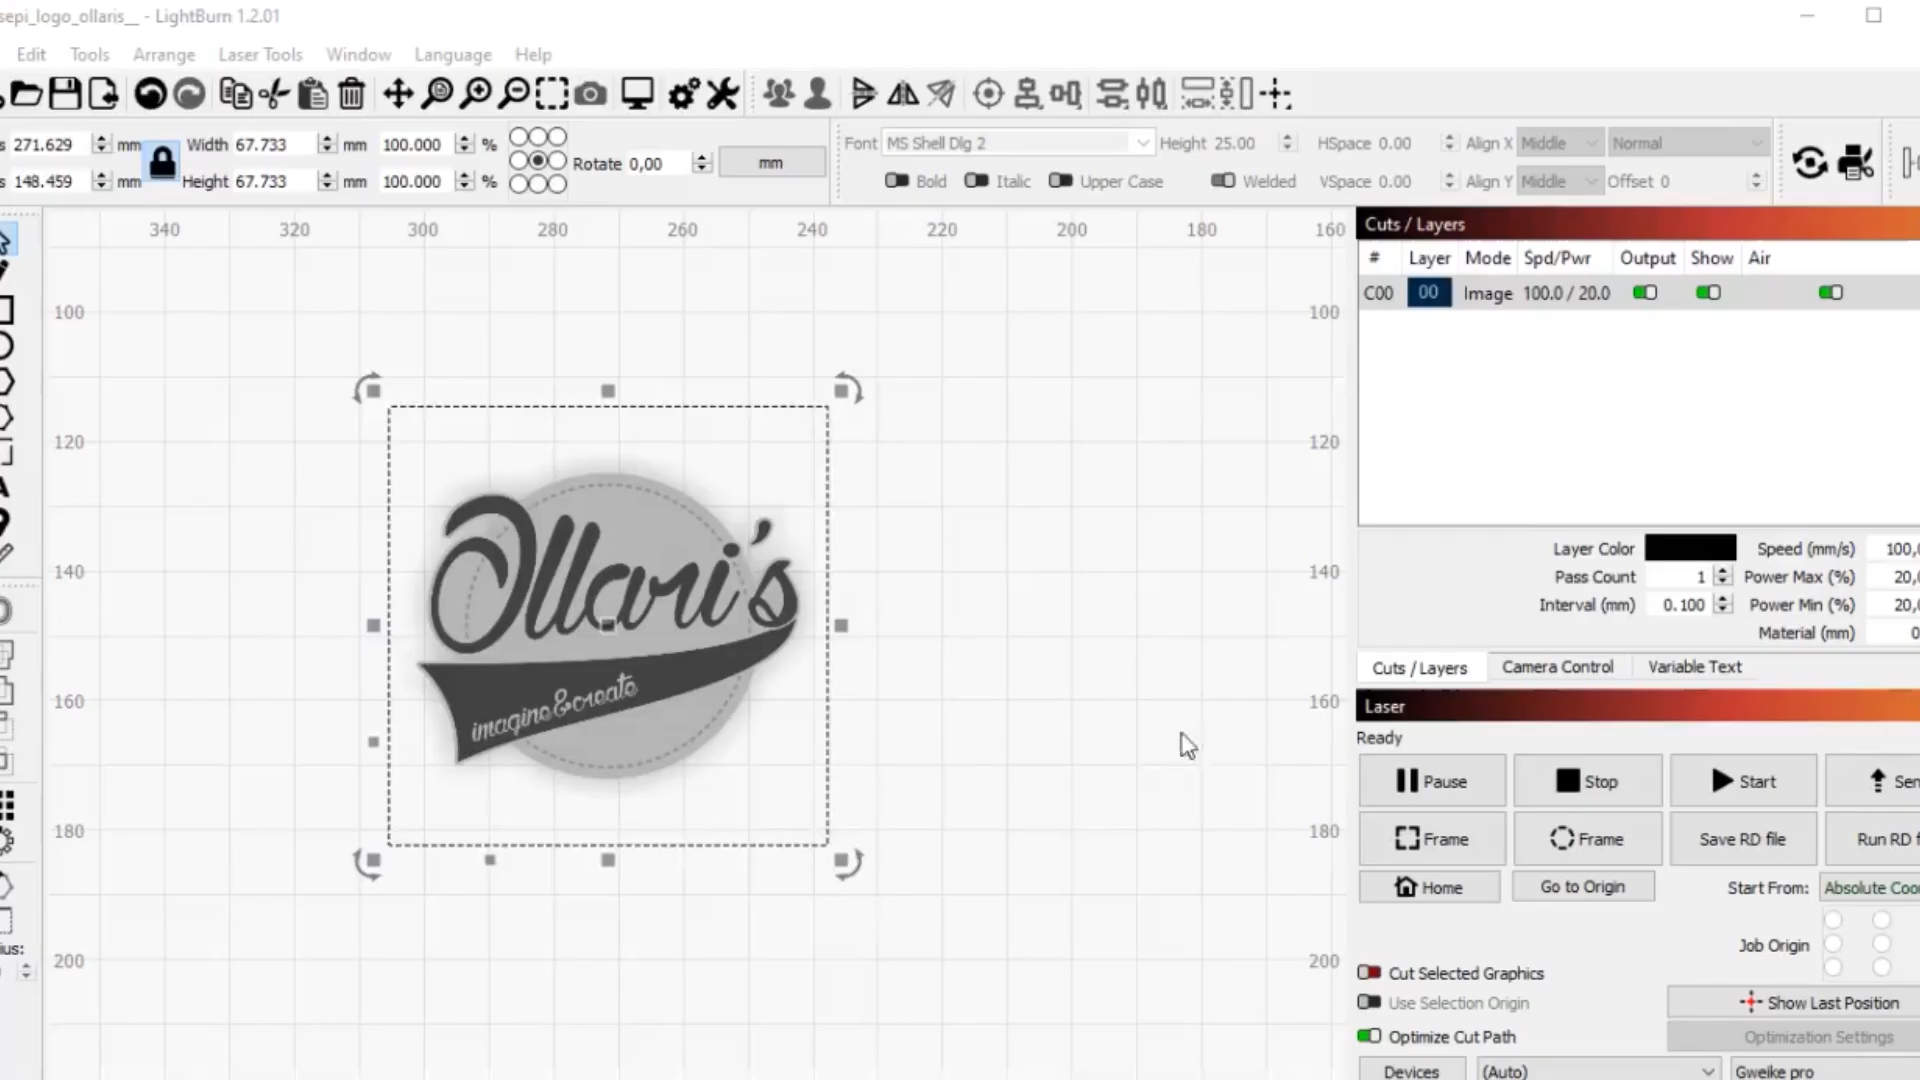 sepi_logo_ollaris__ - LightBurn 1.2.01
Edit Tools Arrange Laser Tools Window Language Help
s 271.629 mm Width 67.733 mm 100.000 % Rotate 0,00 mm
s 148.459 mm Height 67.733 mm 100.000 %
Font MS Shell Dlg 2 Height 25.00 HSpace 0.00 Align X Middle Normal
Bold Italic Upper Case Welded VSpace 0.00 Align Y Middle Offset 0
340 320 300 280 260 240 220 200 180 160
100 100
120 120
140 140
160 160
180 180
200 200
Ollari's
imagine&create
ius:
Cuts / Layers
# Layer Mode Spd/Pwr Output Show Air
C00 00 Image 100.0 / 20.0
Layer Color Speed (mm/s) 100,
Pass Count 1 Power Max (%) 20,
Interval (mm) 0.100 Power Min (%) 20,
Material (mm) 0
Cuts / Layers Camera Control Variable Text
Laser
Ready
Pause Stop Start Sen
Frame Frame Save RD file Run RD f
Home Go to Origin Start From: Absolute Coo
Job Origin
Cut Selected Graphics
Use Selection Origin Show Last Position
Optimize Cut Path Optimization Settings
Devices (Auto) Gweike pro